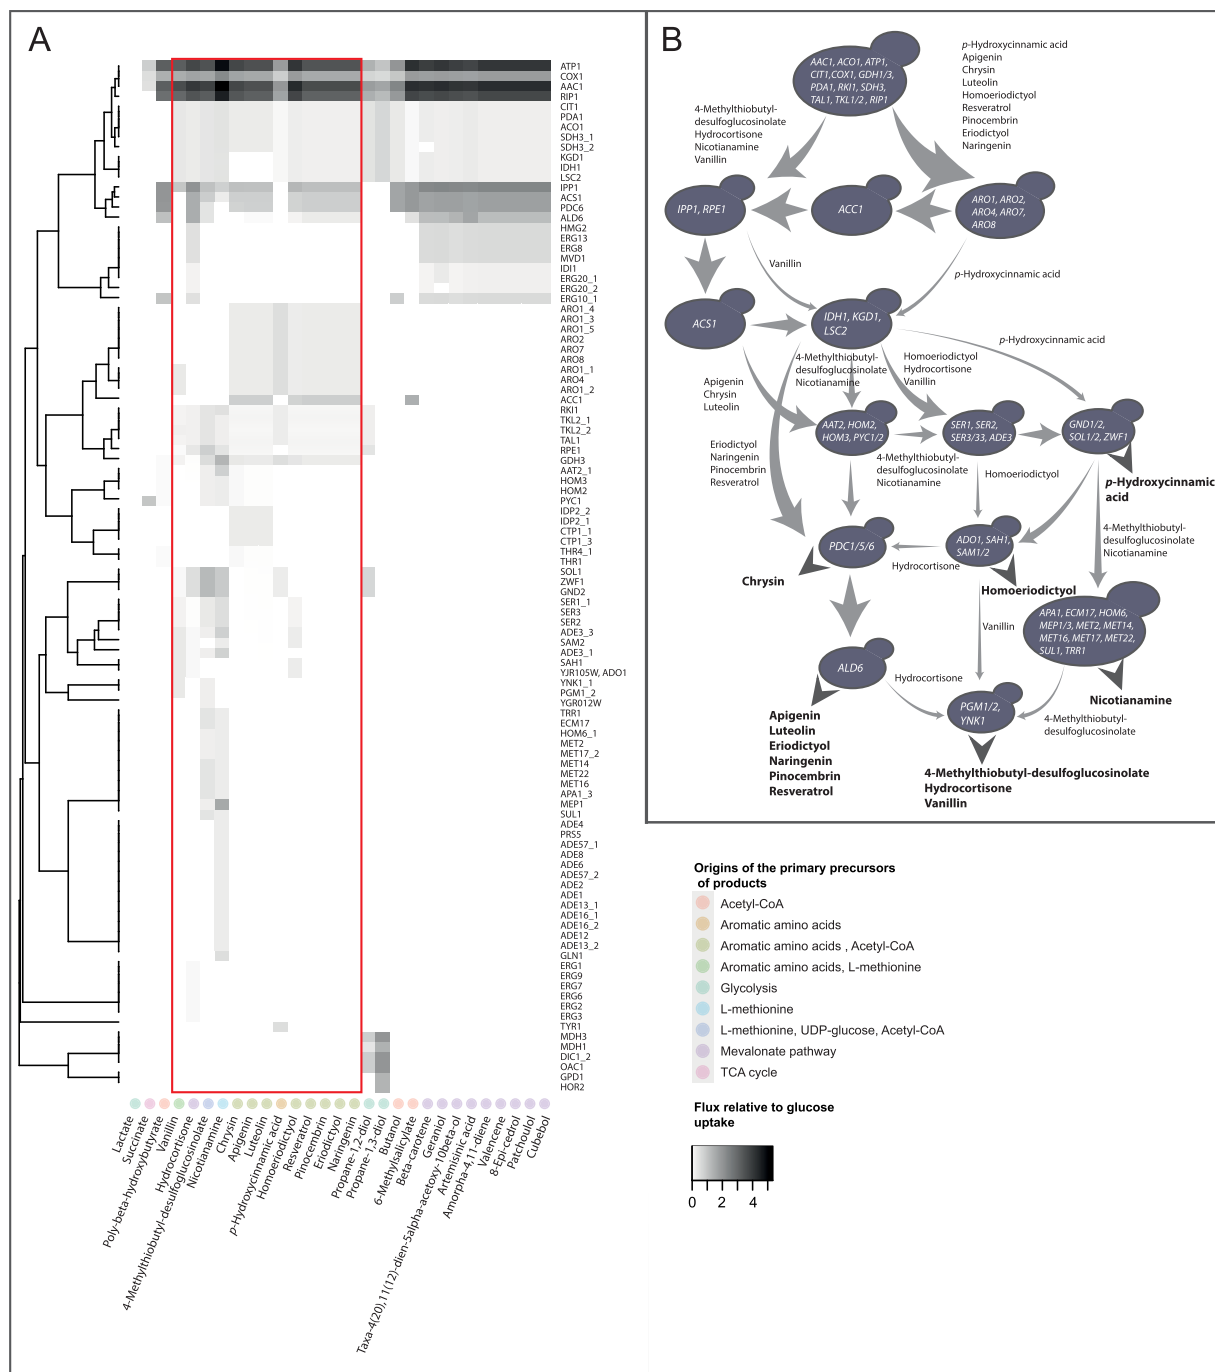 A
ATP1
COX1
AAC1
RIP1
CIT1
PDA1
ACO1
SDH3_1
SDH3_2
KGD1
IDH1
LSC2
IPP1
ACS1
PDC6
ALD6
HMG2
ERG13
ERG8
MVD1
IDI1
ERG20_1
ERG20_2
ERG10_1
ARO1_4
ARO1_3
ARO1_5
ARO2
ARO7
ARO8
ARO1_1
ARO4
ARO1_2
ACC1
RKI1
TKL2_1
TKL2_2
TAL1
RPE1
GDH3
AAT2_1
HOM3
HOM2
PYC1
IDP2_2
IDP2_1
CTP1_1
CTP1_3
THR4_1
THR1
SOL1
ZWF1
GND2
SER1_1
SER3
SER2
ADE3_3
SAM2
ADE3_1
SAH1
YJR105W, ADO1
YNK1_1
PGM1_2
YGR012W
TRR1
ECM17
HOM6_1
MET2
MET17_2
MET14
MET22
MET16
APA1_3
MEP1
SUL1
ADE4
PRS5
ADE57_1
ADE8
ADE6
ADE57_2
ADE2
ADE1
ADE13_1
ADE16_1
ADE16_2
ADE12
ADE13_2
GLN1
ERG1
ERG9
ERG7
ERG6
ERG2
ERG3
TYR1
MDH3
MDH1
DIC1_2
OAC1
GPD1
HOR2
Lactate
Succinate
Poly-beta-hydroxybutyrate
Vanillin
Hydrocortisone
4-Methylthiobutyl-desulfoglucosinolate
Nicotianamine
Chrysin
Apigenin
Luteolin
p-Hydroxycinnamic acid
Homoeriodictyol
Resveratrol
Pinocembrin
Eriodictyol
Naringenin
Propane-1,2-diol
Propane-1,3-diol
Butanol
6-Methylsalicylate
Beta-carotene
Geraniol
Taxa-4(20),11(12)-dien-5alpha-acetoxy-10beta-ol
Artemisinic acid
Amorpha-4,11-diene
Valencene
8-Epi-cedrol
Patchoulol
Cubebol
B
AAC1, ACO1, ATP1,
CIT1,COX1, GDH1/3,
PDA1, RKI1, SDH3,
TAL1, TKL1/2 , RIP1
p-Hydroxycinnamic acid
Apigenin
Chrysin
Luteolin
Homoeriodictyol
Resveratrol
Pinocembrin
Eriodictyol
Naringenin
4-Methylthiobutyl-
desulfoglucosinolate
Hydrocortisone
Nicotianamine
Vanillin
IPP1, RPE1
ACC1
ARO1, ARO2,
ARO4, ARO7,
ARO8
Vanillin
p-Hydroxycinnamic acid
ACS1
IDH1, KGD1,
LSC2
p-Hydroxycinnamic acid
4-Methylthiobutyl-
desulfoglucosinolate
Nicotianamine
Homoeriodictyol
Hydrocortisone
Vanillin
Apigenin
Chrysin
Luteolin
AAT2, HOM2,
HOM3, PYC1/2
SER1, SER2,
SER3/33, ADE3
GND1/2,
SOL1/2, ZWF1
Eriodictyol
Naringenin
Pinocembrin
Resveratrol
4-Methylthiobutyl-
desulfoglucosinolate
Nicotianamine
Homoeriodictyol
p-Hydroxycinnamic
acid
4-Methylthiobutyl-
desulfoglucosinolate
Nicotianamine
PDC1/5/6
Hydrocortisone
ADO1, SAH1,
SAM1/2
Chrysin
Homoeriodictyol
APA1, ECM17, HOM6,
MEP1/3, MET2, MET14,
MET16, MET17, MET22,
SUL1, TRR1
Vanillin
ALD6
Hydrocortisone
Nicotianamine
PGM1/2,
YNK1
4-Methylthiobutyl-
desulfoglucosinolate
Apigenin
Luteolin
Eriodictyol
Naringenin
Pinocembrin
Resveratrol
4-Methylthiobutyl-desulfoglucosinolate
Hydrocortisone
Vanillin
Origins of the primary precursors
of products
Acetyl-CoA
Aromatic amino acids
Aromatic amino acids , Acetyl-CoA
Aromatic amino acids, L-methionine
Glycolysis
L-methionine
L-methionine, UDP-glucose, Acetyl-CoA
Mevalonate pathway
TCA cycle
Flux relative to glucose
uptake
0 2 4